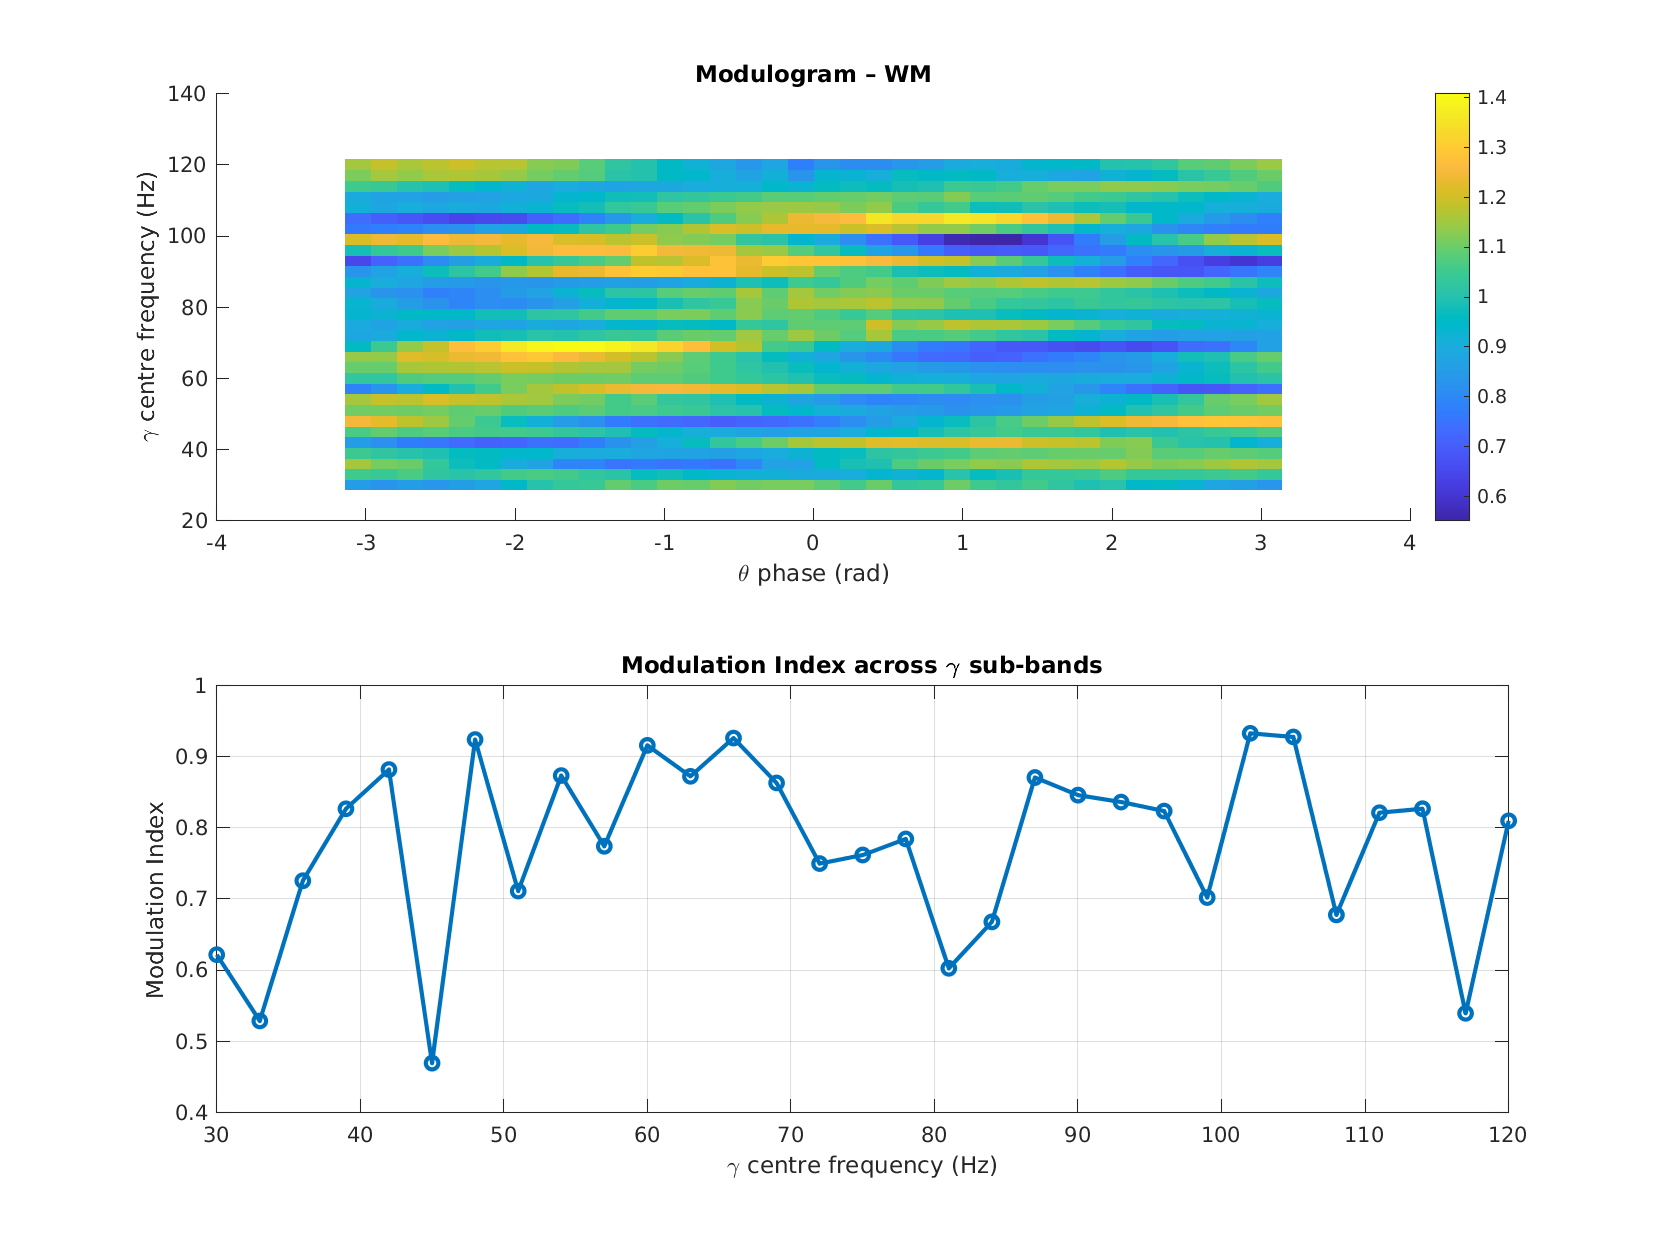 Modulogram – WM
140
120
100
80
60
40
20
γ centre frequency (Hz)
-4 -3 -2 -1 0 1 2 3 4
θ phase (rad)
1.4
1.3
1.2
1.1
1
0.9
0.8
0.7
0.6
Modulation Index across γ sub-bands
1
0.9
0.8
0.7
0.6
0.5
0.4
Modulation Index
30 40 50 60 70 80 90 100 110 120
γ centre frequency (Hz)